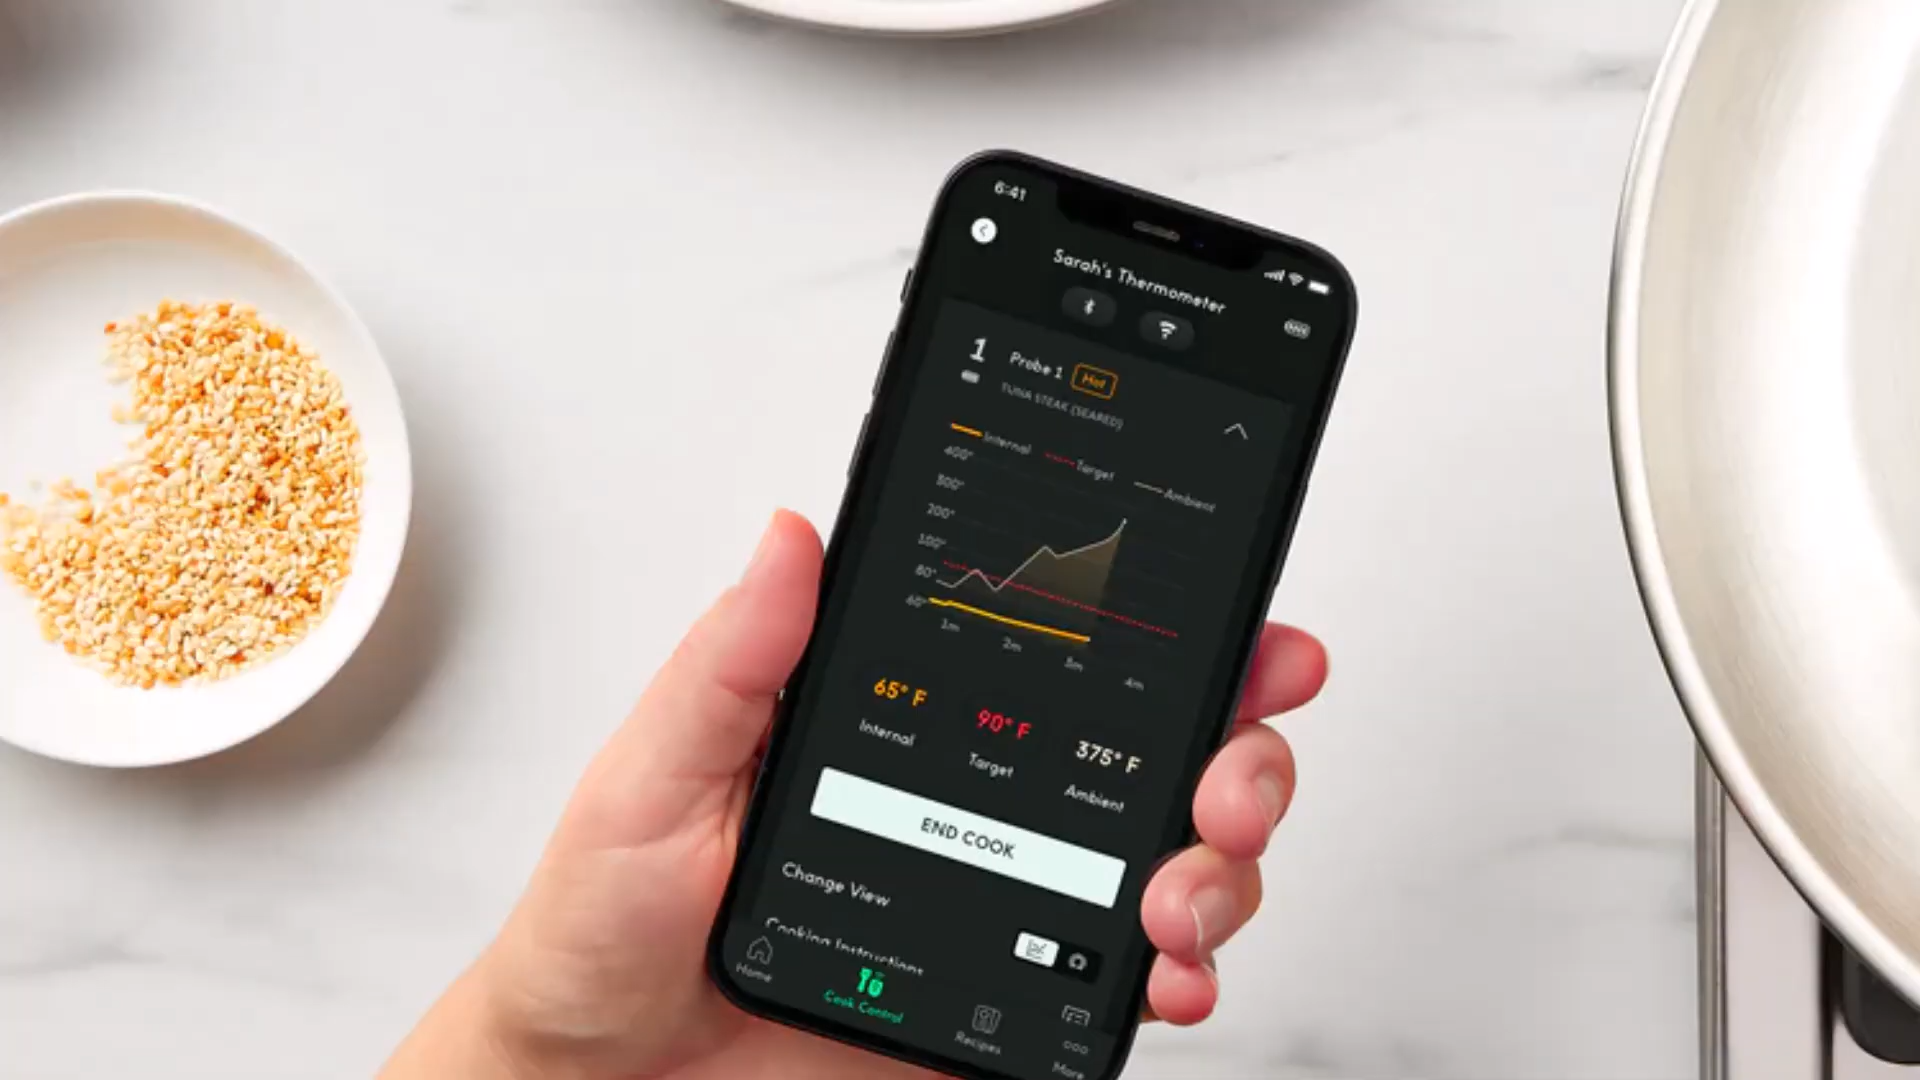 6:41
Sarah's Thermometer
1
Probe 1 Hot
TUNA STEAK (SEARED)
Internal Target Ambient
400°
300°
200°
100°
80°
60°
1m 2m 3m 4m
65° F 90° F 375° F
Internal Target Ambient
END COOK
Change View
Cooking Instructions
Home Cook Control Recipes More